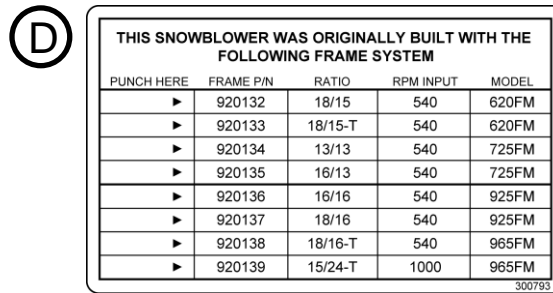 D
THIS SNOWBLOWER WAS ORIGINALLY BUILT WITH THE
FOLLOWING FRAME SYSTEM
PUNCH HERE FRAME P/N RATIO RPM INPUT MODEL
► 920132 18/15 540 620FM
► 920133 18/15-T 540 620FM
► 920134 13/13 540 725FM
► 920135 16/13 540 725FM
► 920136 16/16 540 925FM
► 920137 18/16 540 925FM
► 920138 18/16-T 540 965FM
► 920139 15/24-T 1000 965FM
300793